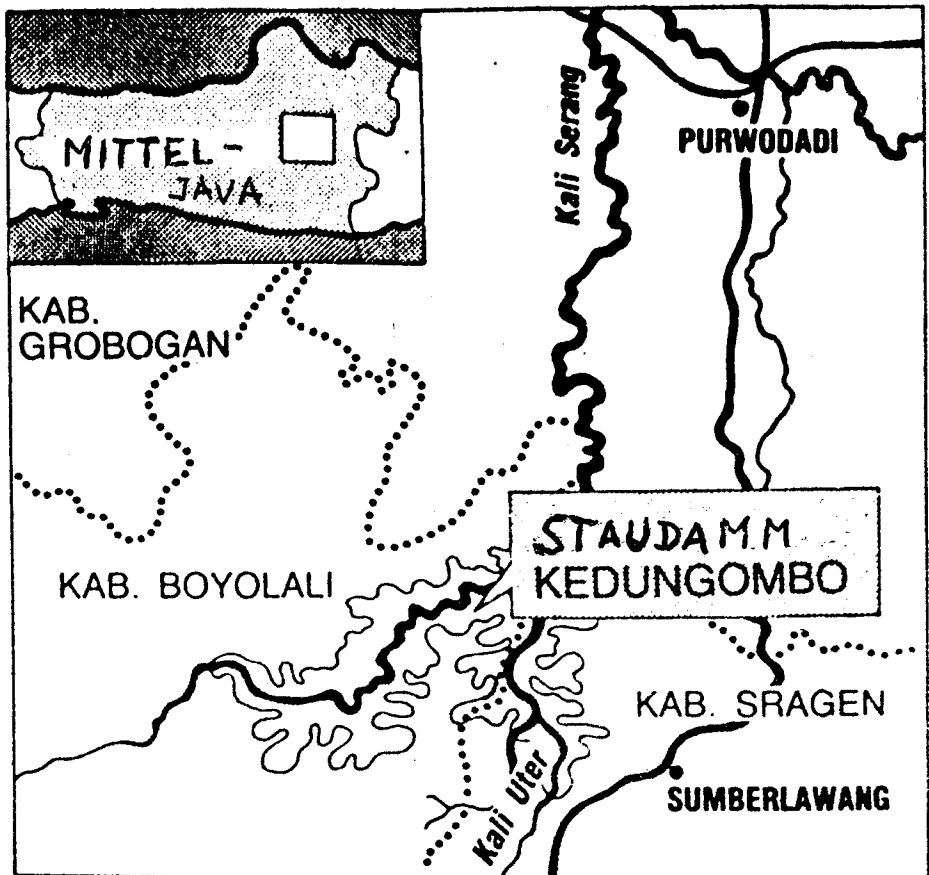 MITTEL-
JAVA
Kali Serang
PURWODADI
KAB.
GROBOGAN
STAUDAMM
KEDUNGOMBO
KAB. BOYOLALI
KAB. SRAGEN
Kali Uter
SUMBERLAWANG